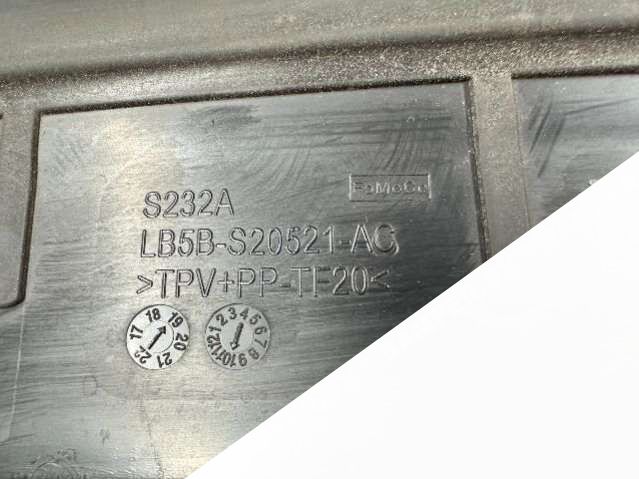 FoMoCo
S232A
LB5B-S20521-AC
>TPV+PP-TF20<
17 18 19 20 21 22
1 2 3 4 5 6 7 8 9 10 11 12